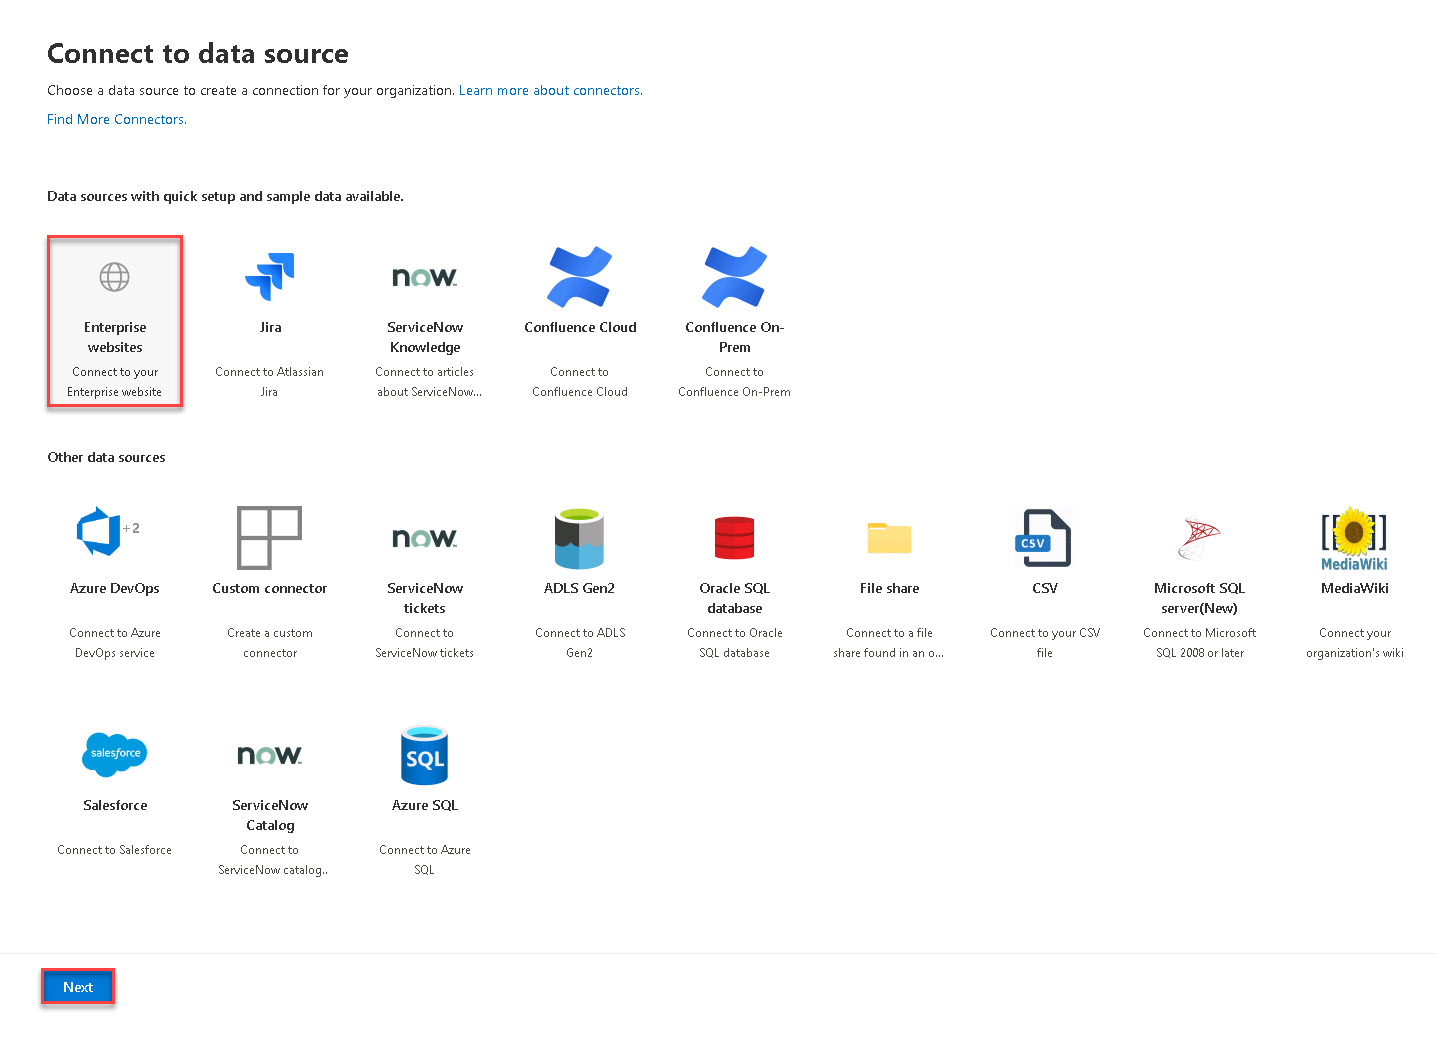 Connect to data source
Choose a data source to create a connection for your organization. Learn more about connectors.
Find More Connectors.
Data sources with quick setup and sample data available.
now.
Enterprise websites
Jira
ServiceNow Knowledge
Confluence Cloud
Confluence On-Prem
Connect to your Enterprise website
Connect to Atlassian Jira
Connect to articles about ServiceNow...
Connect to Confluence Cloud
Connect to Confluence On-Prem
Other data sources
+2
now.
CSV
[[ ]]
MediaWiki
Azure DevOps
Custom connector
ServiceNow tickets
ADLS Gen2
Oracle SQL database
File share
CSV
Microsoft SQL server(New)
MediaWiki
Connect to Azure DevOps service
Create a custom connector
Connect to ServiceNow tickets
Connect to ADLS Gen2
Connect to Oracle SQL database
Connect to a file share found in an o...
Connect to your CSV file
Connect to Microsoft SQL 2008 or later
Connect your organization's wiki
salesforce
now.
SQL
Salesforce
ServiceNow Catalog
Azure SQL
Connect to Salesforce
Connect to ServiceNow catalog..
Connect to Azure SQL
Next